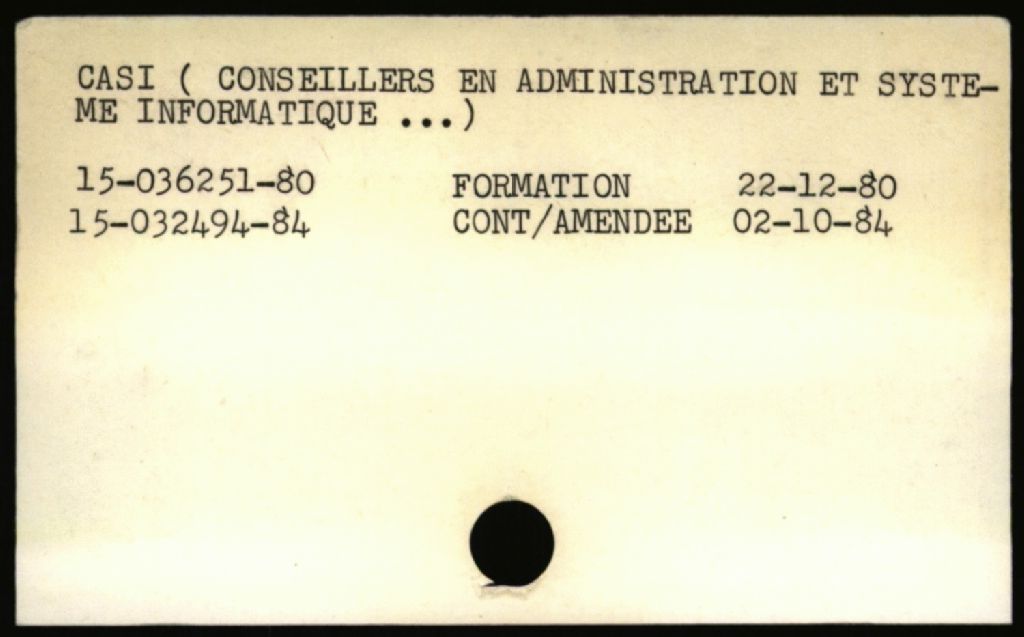 CASI ( CONSEILLERS EN ADMINISTRATION ET SYSTE-
ME INFORMATIQUE ...)
15-036251-80 FORMATION 22-12-80
15-032494-84 CONT/AMENDEE 02-10-84